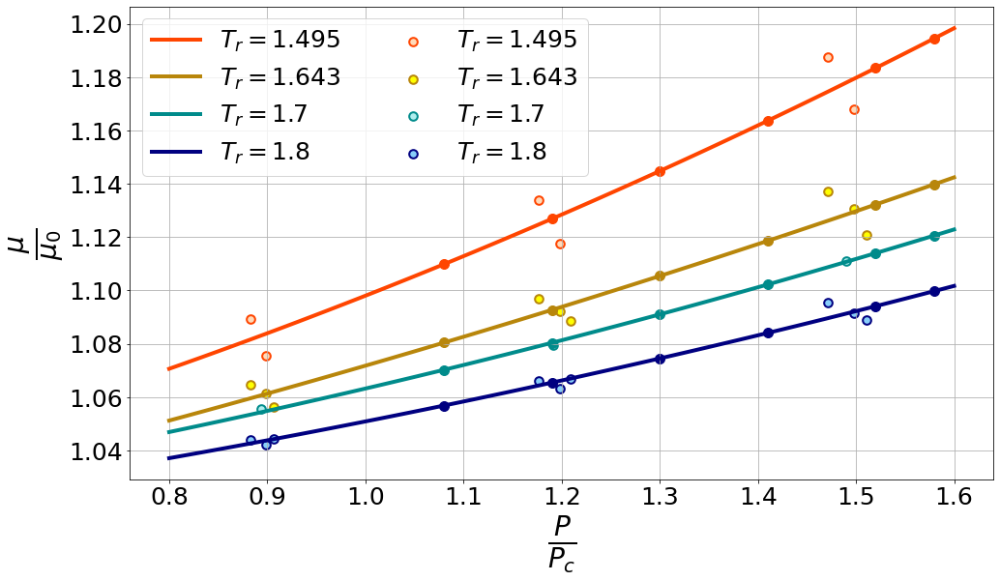 1.20
1.18
1.16
1.14
1.12
1.10
1.08
1.06
1.04
μ/μ₀
T_r = 1.495
T_r = 1.643
T_r = 1.7
T_r = 1.8
T_r = 1.495
T_r = 1.643
T_r = 1.7
T_r = 1.8
0.8 0.9 1.0 1.1 1.2 1.3 1.4 1.5 1.6
P/P_c